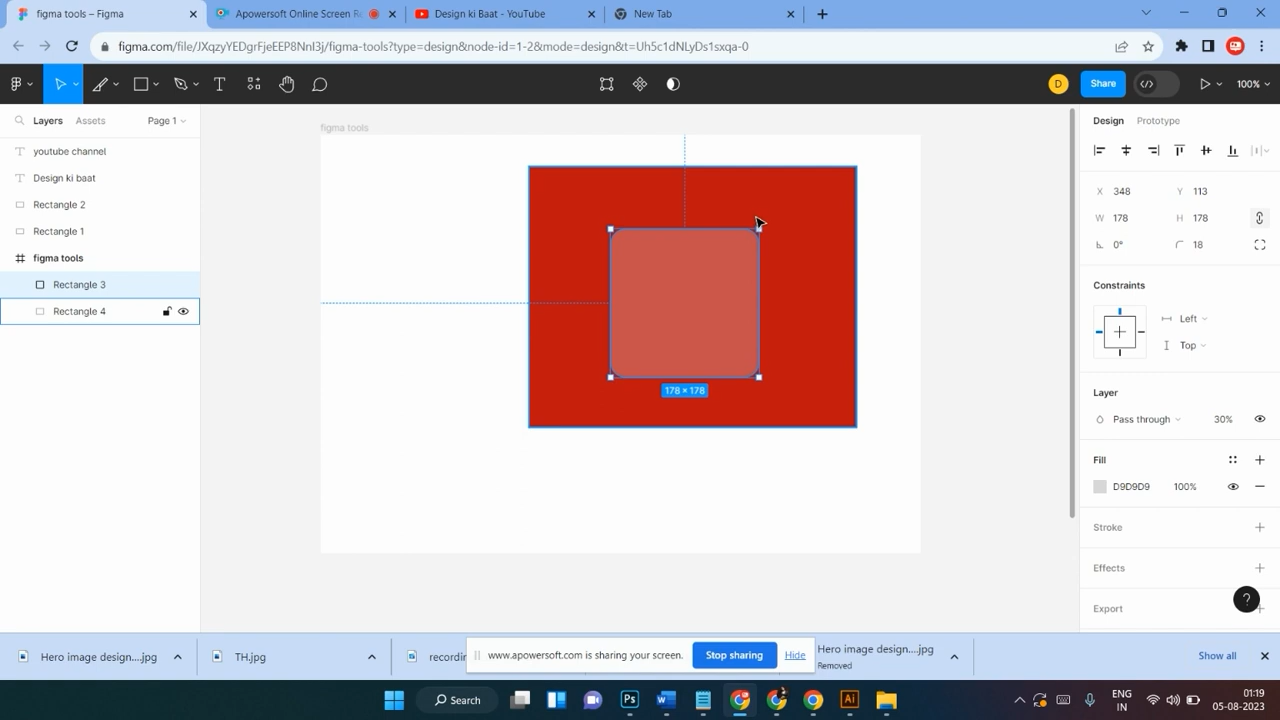 figma tools – Figma
Apowersoft Online Screen Re
Design ki Baat - YouTube
New Tab
figma.com/file/JXqzyYEDgrFjeEEP8NnI3j/figma-tools?type=design&node-id=1-2&mode=design&t=Uh5c1dNLyDs1sxqa-0
D
Share
100%
Layers
Assets
Page 1
youtube channel
Design ki baat
Rectangle 2
Rectangle 1
figma tools
Rectangle 3
Rectangle 4
figma tools
178 × 178
Design
Prototype
X 348
Y 113
W 178
H 178
0°
18
Constraints
Left
Top
Layer
Pass through
30%
Fill
D9D9D9
100%
Stroke
Effects
Export
?
Hero image design....jpg
TH.jpg
recordin
www.apowersoft.com is sharing your screen.
Stop sharing
Hide
Hero image design....jpg
Removed
Show all
Search
ENG
IN
01:19
05-08-2023